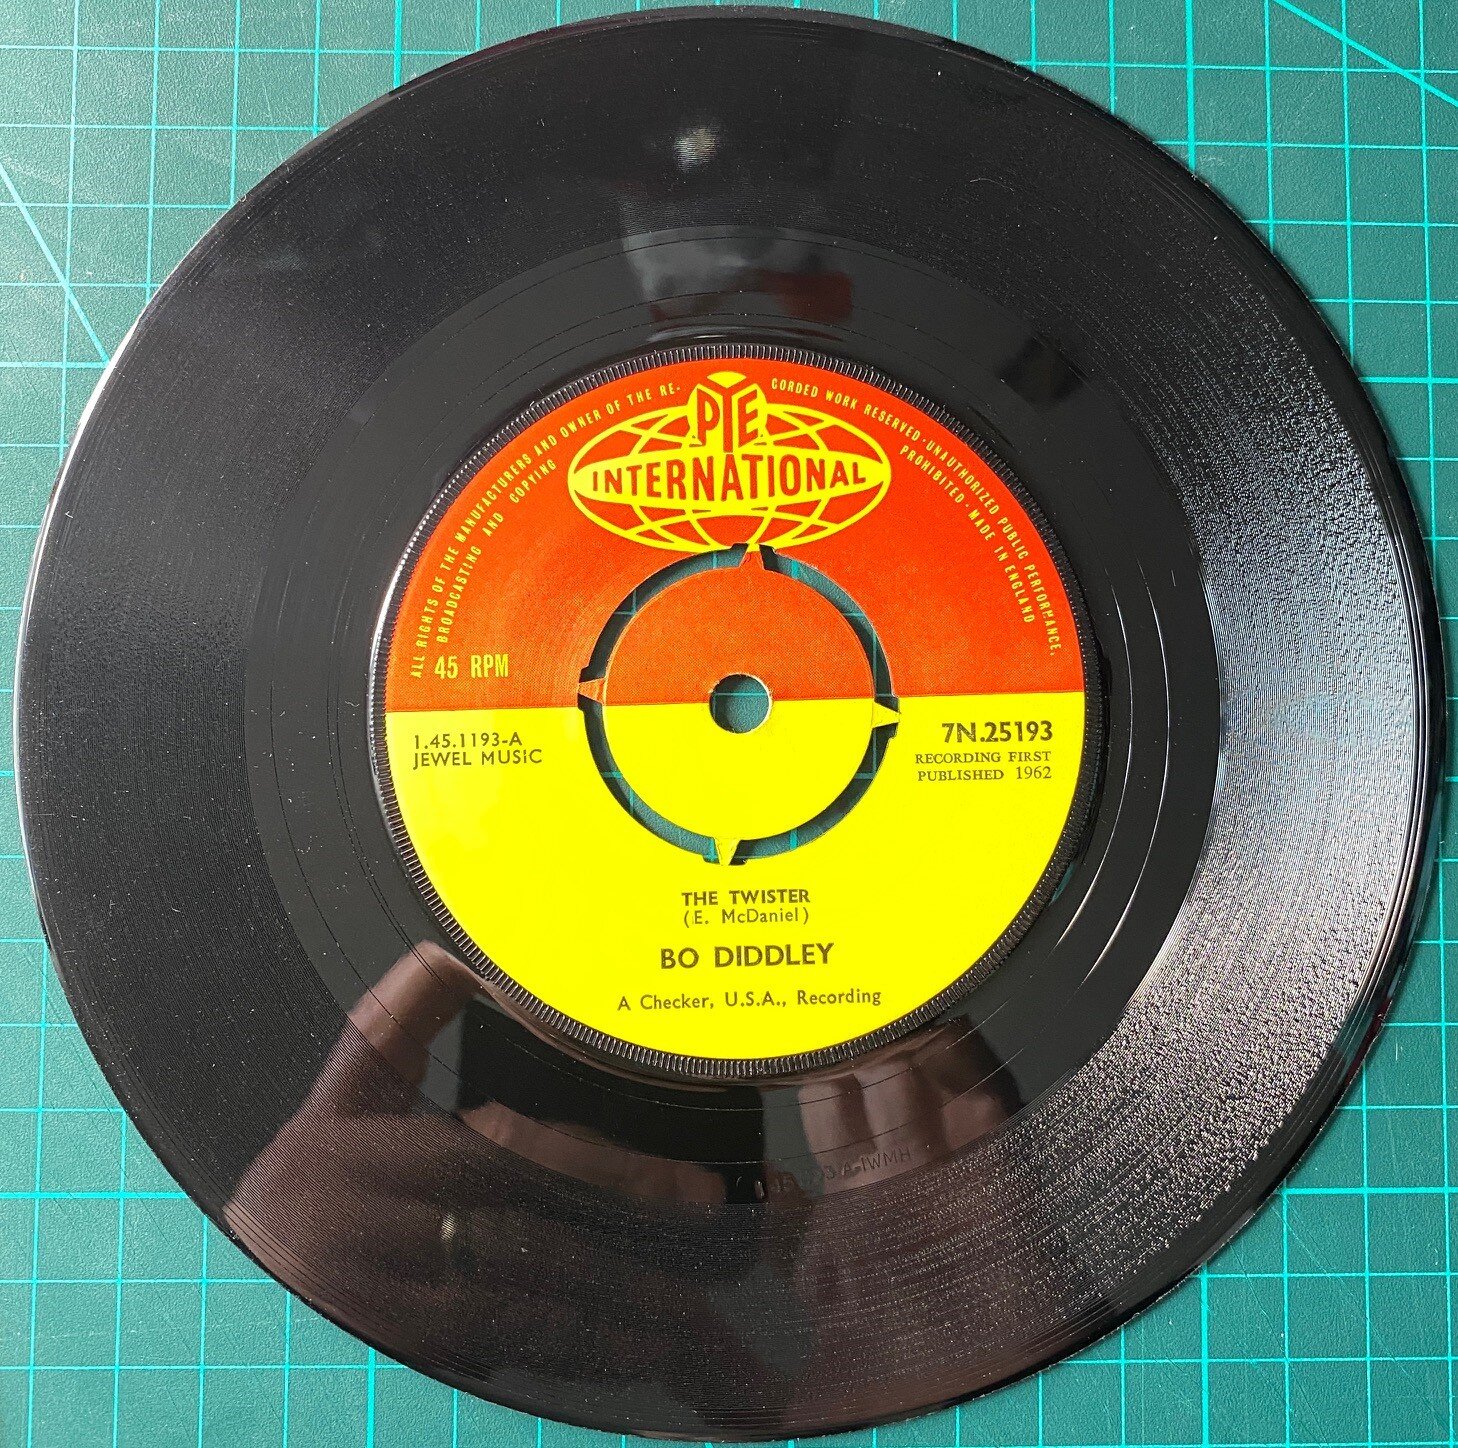 ALL RIGHTS OF THE MANUFACTURERS AND OWNER OF THE RE-
CORDED WORK RESERVED·UNAUTHORIZED PUBLIC PERFORMANCE,
BROADCASTING AND COPYING
PROHIBITED· MADE IN ENGLAND
PYE
INTERNATIONAL
45 RPM
1.45.1193-A
JEWEL MUSIC
7N.25193
RECORDING FIRST
PUBLISHED 1962
THE TWISTER
(E. McDaniel)
BO DIDDLEY
A Checker, U.S.A., Recording